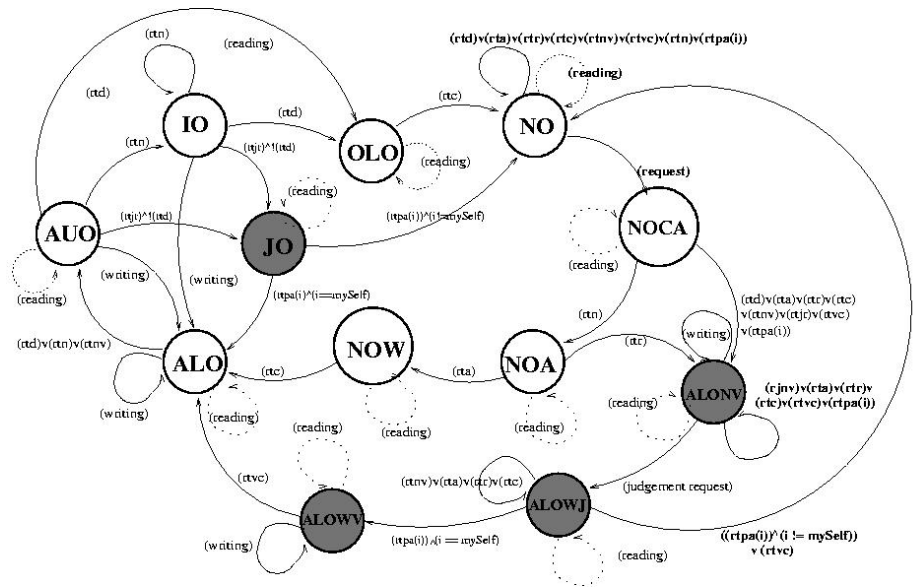 (rtn)
(rtd)
(reading)
(rtd)v(rta)v(rtr)v(rtc)v(rtnv)v(rtvc)v(rtn)v(rtpa(i))
(reading)
IO
(rtd)
(rtc)
NO
(rtn)
OLO
(reading)
(rtjr)^!(rtd)
(request)
(reading)
(rtjr)^!(rtd)
(rtpa(i))^(i != mySelf)
NOCA
AUO
JO
(reading)
(reading)
(writing)
(writing)
(rtpa(i)^(i == mySelf)
(rtd)v(rta)v(rtr)v(rtc)
v(rtnv)v(rtjr)v(rtvc)
v(rtpa(i))
(rtn)
(writing)
(rtd)v(rtn)v(rtnv)
ALO
(rtc)
NOW
(rta)
NOA
(rtr)
(writing)
(reading)
(reading)
(reading)
(reading)
ALONV
(rjnv)v(rta)v(rtr)v
(rtc)v(rtvc)v(rtpa(i))
(reading)
(rtvc)
(rtnv)v(rta)v(rtr)v(rtc)
(judgement request)
ALOWV
ALOWJ
(writing)
(rtpa(i))^(i == mySelf)
(reading)
((rtpa(i))^(i != mySelf))
v (rtvc)